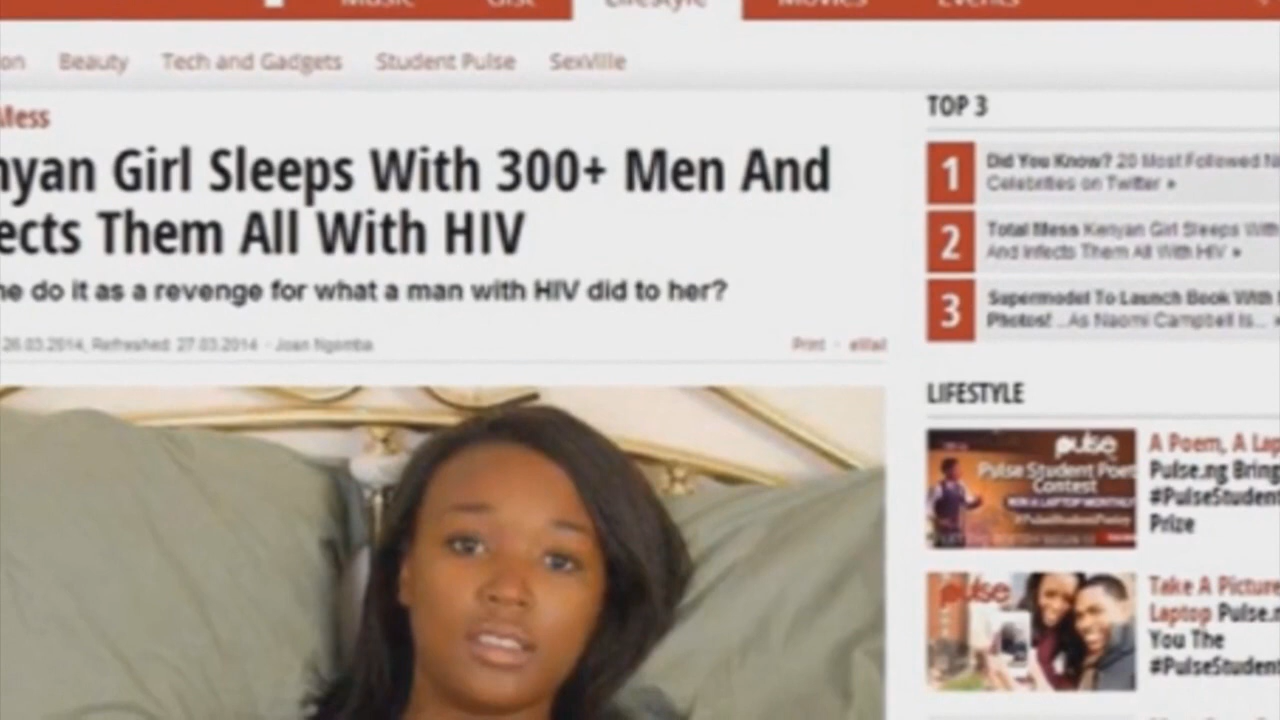 Music Gist Lifestyle Movies Events
on Beauty Tech and Gadgets Student Pulse SexVille
Mess
nyan Girl Sleeps With 300+ Men And
ects Them All With HIV
he do it as a revenge for what a man with HIV did to her?
26.03.2014, Refreshed: 27.03.2014 - Joan Ngomba
Print - eMail
TOP 3
1 Did You Know? 20 Most Followed N
Celebrities on Twitter »
2 Total Mess Kenyan Girl Sleeps With
And Infects Them All With HIV »
3 Supermodel To Launch Book With
Photos! ...As Naomi Campbell Is...
LIFESTYLE
pulse
Pulse Student Poet
Contest
A Poem, A Lap
Pulse.ng Bring
#PulseStudent
Prize
pulse
Take A Picture
Laptop Pulse.n
You The
#PulseStudent